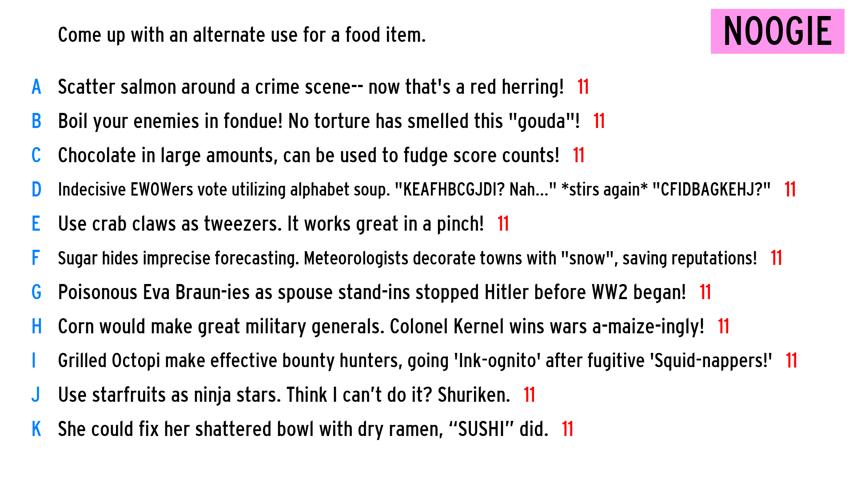 Come up with an alternate use for a food item.
NOOGIE
A Scatter salmon around a crime scene-- now that's a red herring! 11
B Boil your enemies in fondue! No torture has smelled this "gouda"! 11
C Chocolate in large amounts, can be used to fudge score counts! 11
D Indecisive EWOWers vote utilizing alphabet soup. "KEAFHBCGJDI? Nah..." *stirs again* "CFIDBAGKEHJ?" 11
E Use crab claws as tweezers. It works great in a pinch! 11
F Sugar hides imprecise forecasting. Meteorologists decorate towns with "snow", saving reputations! 11
G Poisonous Eva Braun-ies as spouse stand-ins stopped Hitler before WW2 began! 11
H Corn would make great military generals. Colonel Kernel wins wars a-maize-ingly! 11
I Grilled Octopi make effective bounty hunters, going 'Ink-ognito' after fugitive 'Squid-nappers!' 11
J Use starfruits as ninja stars. Think I can’t do it? Shuriken. 11
K She could fix her shattered bowl with dry ramen, “SUSHI” did. 11